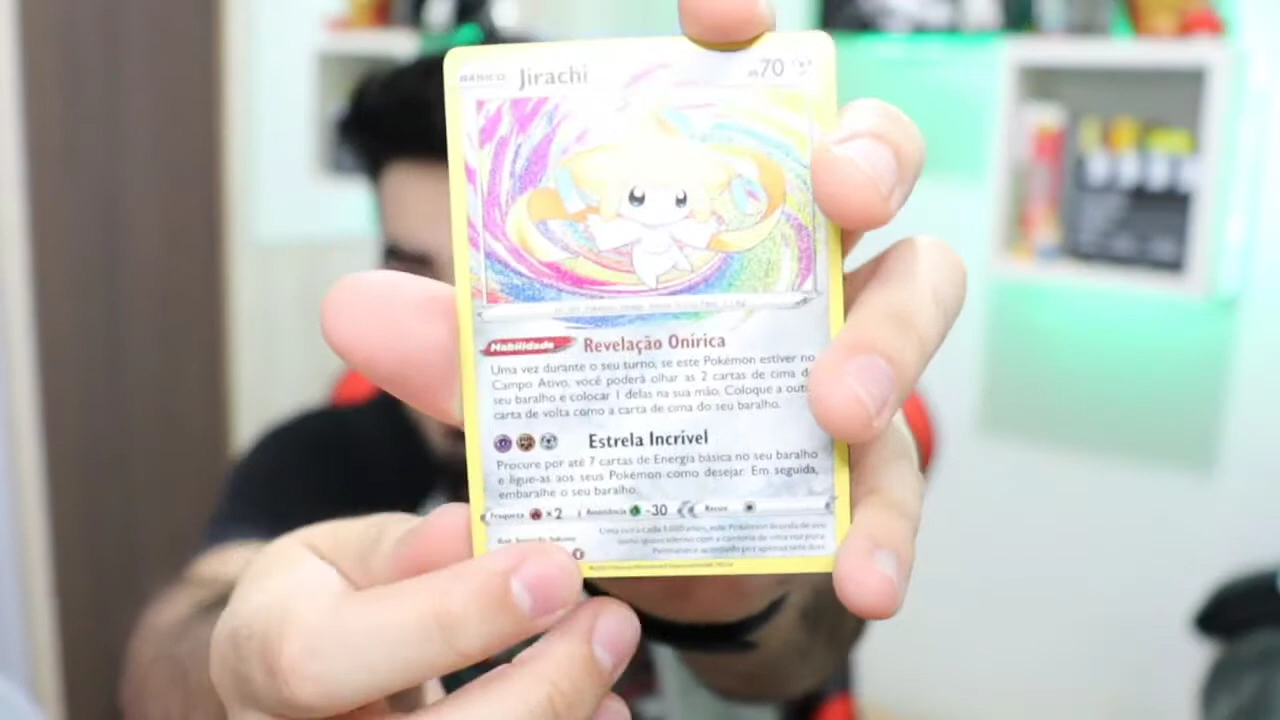 BÁSICO Jirachi PS70
Habilidade Revelação Onírica
Uma vez durante o seu turno, se este Pokémon estiver no
Campo Ativo, você poderá olhar as 2 cartas de cima d
seu baralho e colocar 1 delas na sua mão. Coloque a out
carta de volta como a carta de cima do seu baralho.
Estrela Incrível
Procure por até 7 cartas de Energia básica no seu baralho
e ligue-as aos seus Pokémon como desejar. Em seguida,
embaralhe o seu baralho.
Fraqueza ×2 Resistência -30 Recuo